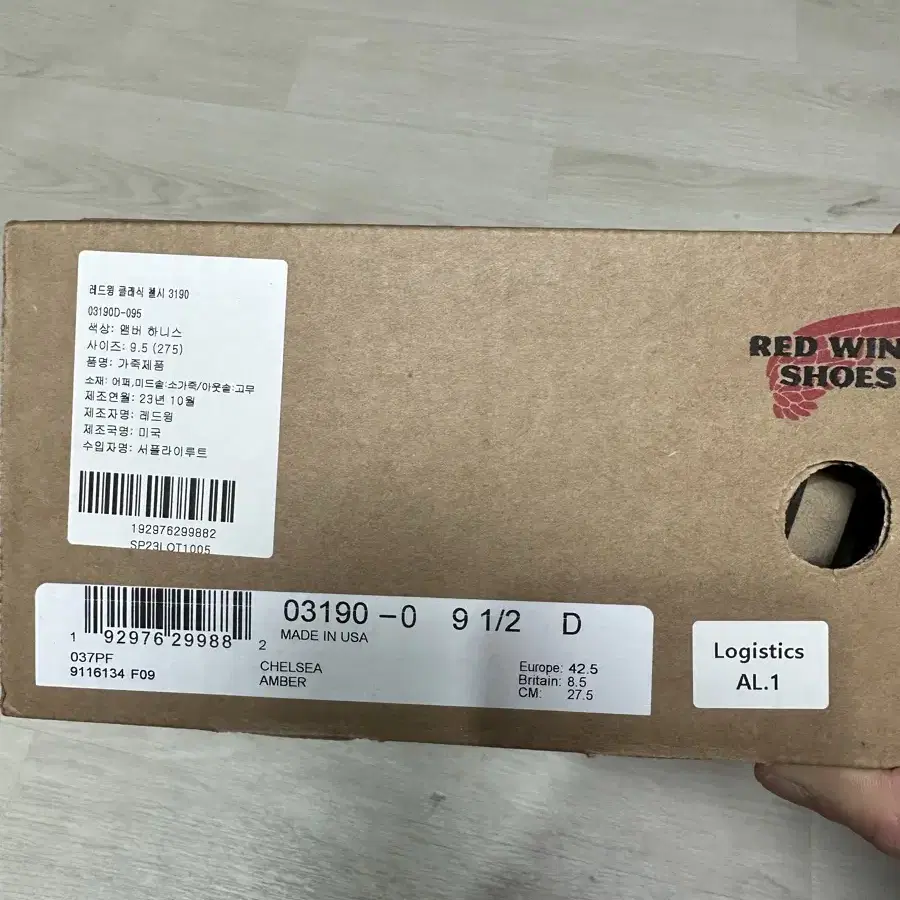 레드윙 클래식 첼시 3190
03190D-095
색상: 앰버 하니스
사이즈: 9.5 (275)
품명: 가죽제품
소재: 어퍼,미드솔:소가죽/아웃솔:고무
제조연월: 23년 10월
제조자명: 레드윙
제조국명: 미국
수입자명: 서플라이루트
192976299882
SP23LOT1005
RED WIN
SHOES
1 92976 29988 2
03190 -0 9 1/2 D
MADE IN USA
037PF
9116134 F09
CHELSEA
AMBER
Europe: 42.5
Britain: 8.5
CM: 27.5
Logistics
AL.1